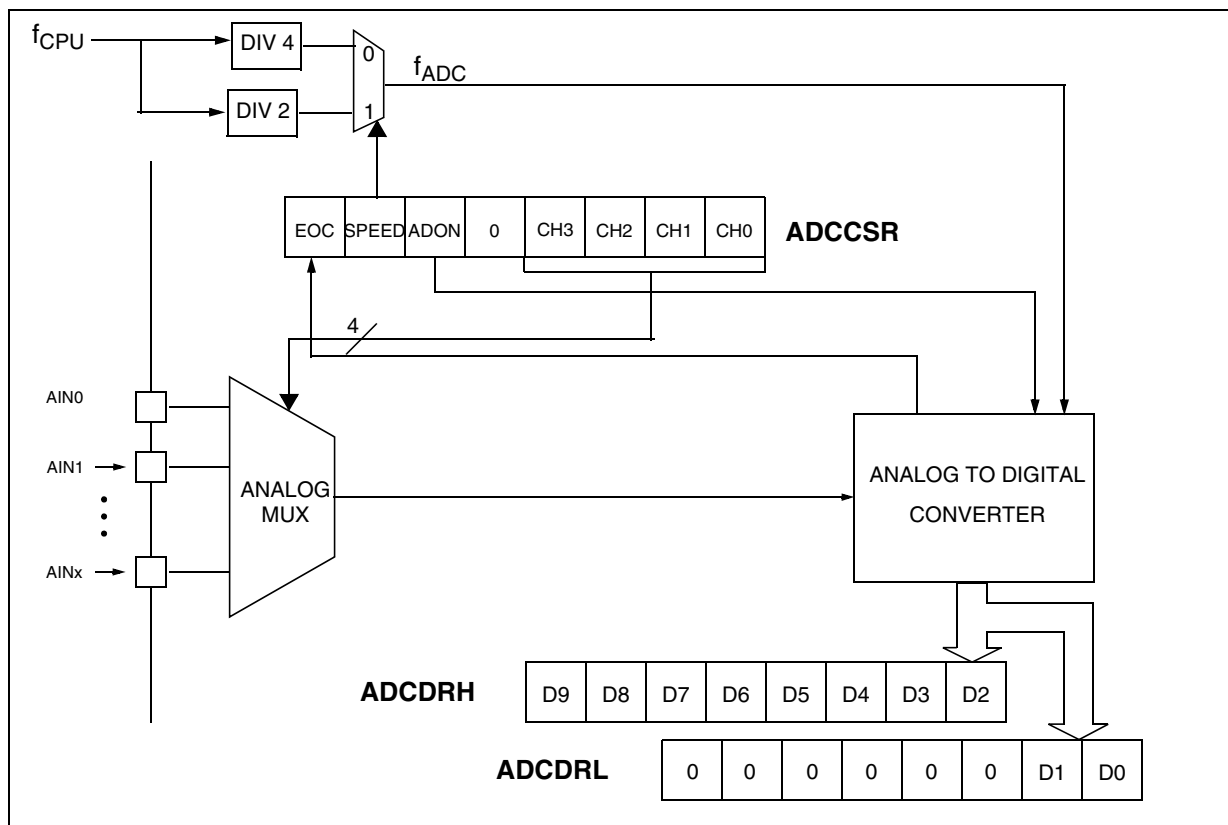 fCPU
DIV 4
0
fADC
DIV 2
1
EOC SPEED ADON 0 CH3 CH2 CH1 CH0 ADCCSR
4
AIN0
AIN1
AINx
ANALOG
MUX
ANALOG TO DIGITAL
CONVERTER
ADCDRH D9 D8 D7 D6 D5 D4 D3 D2
ADCDRL 0 0 0 0 0 0 D1 D0